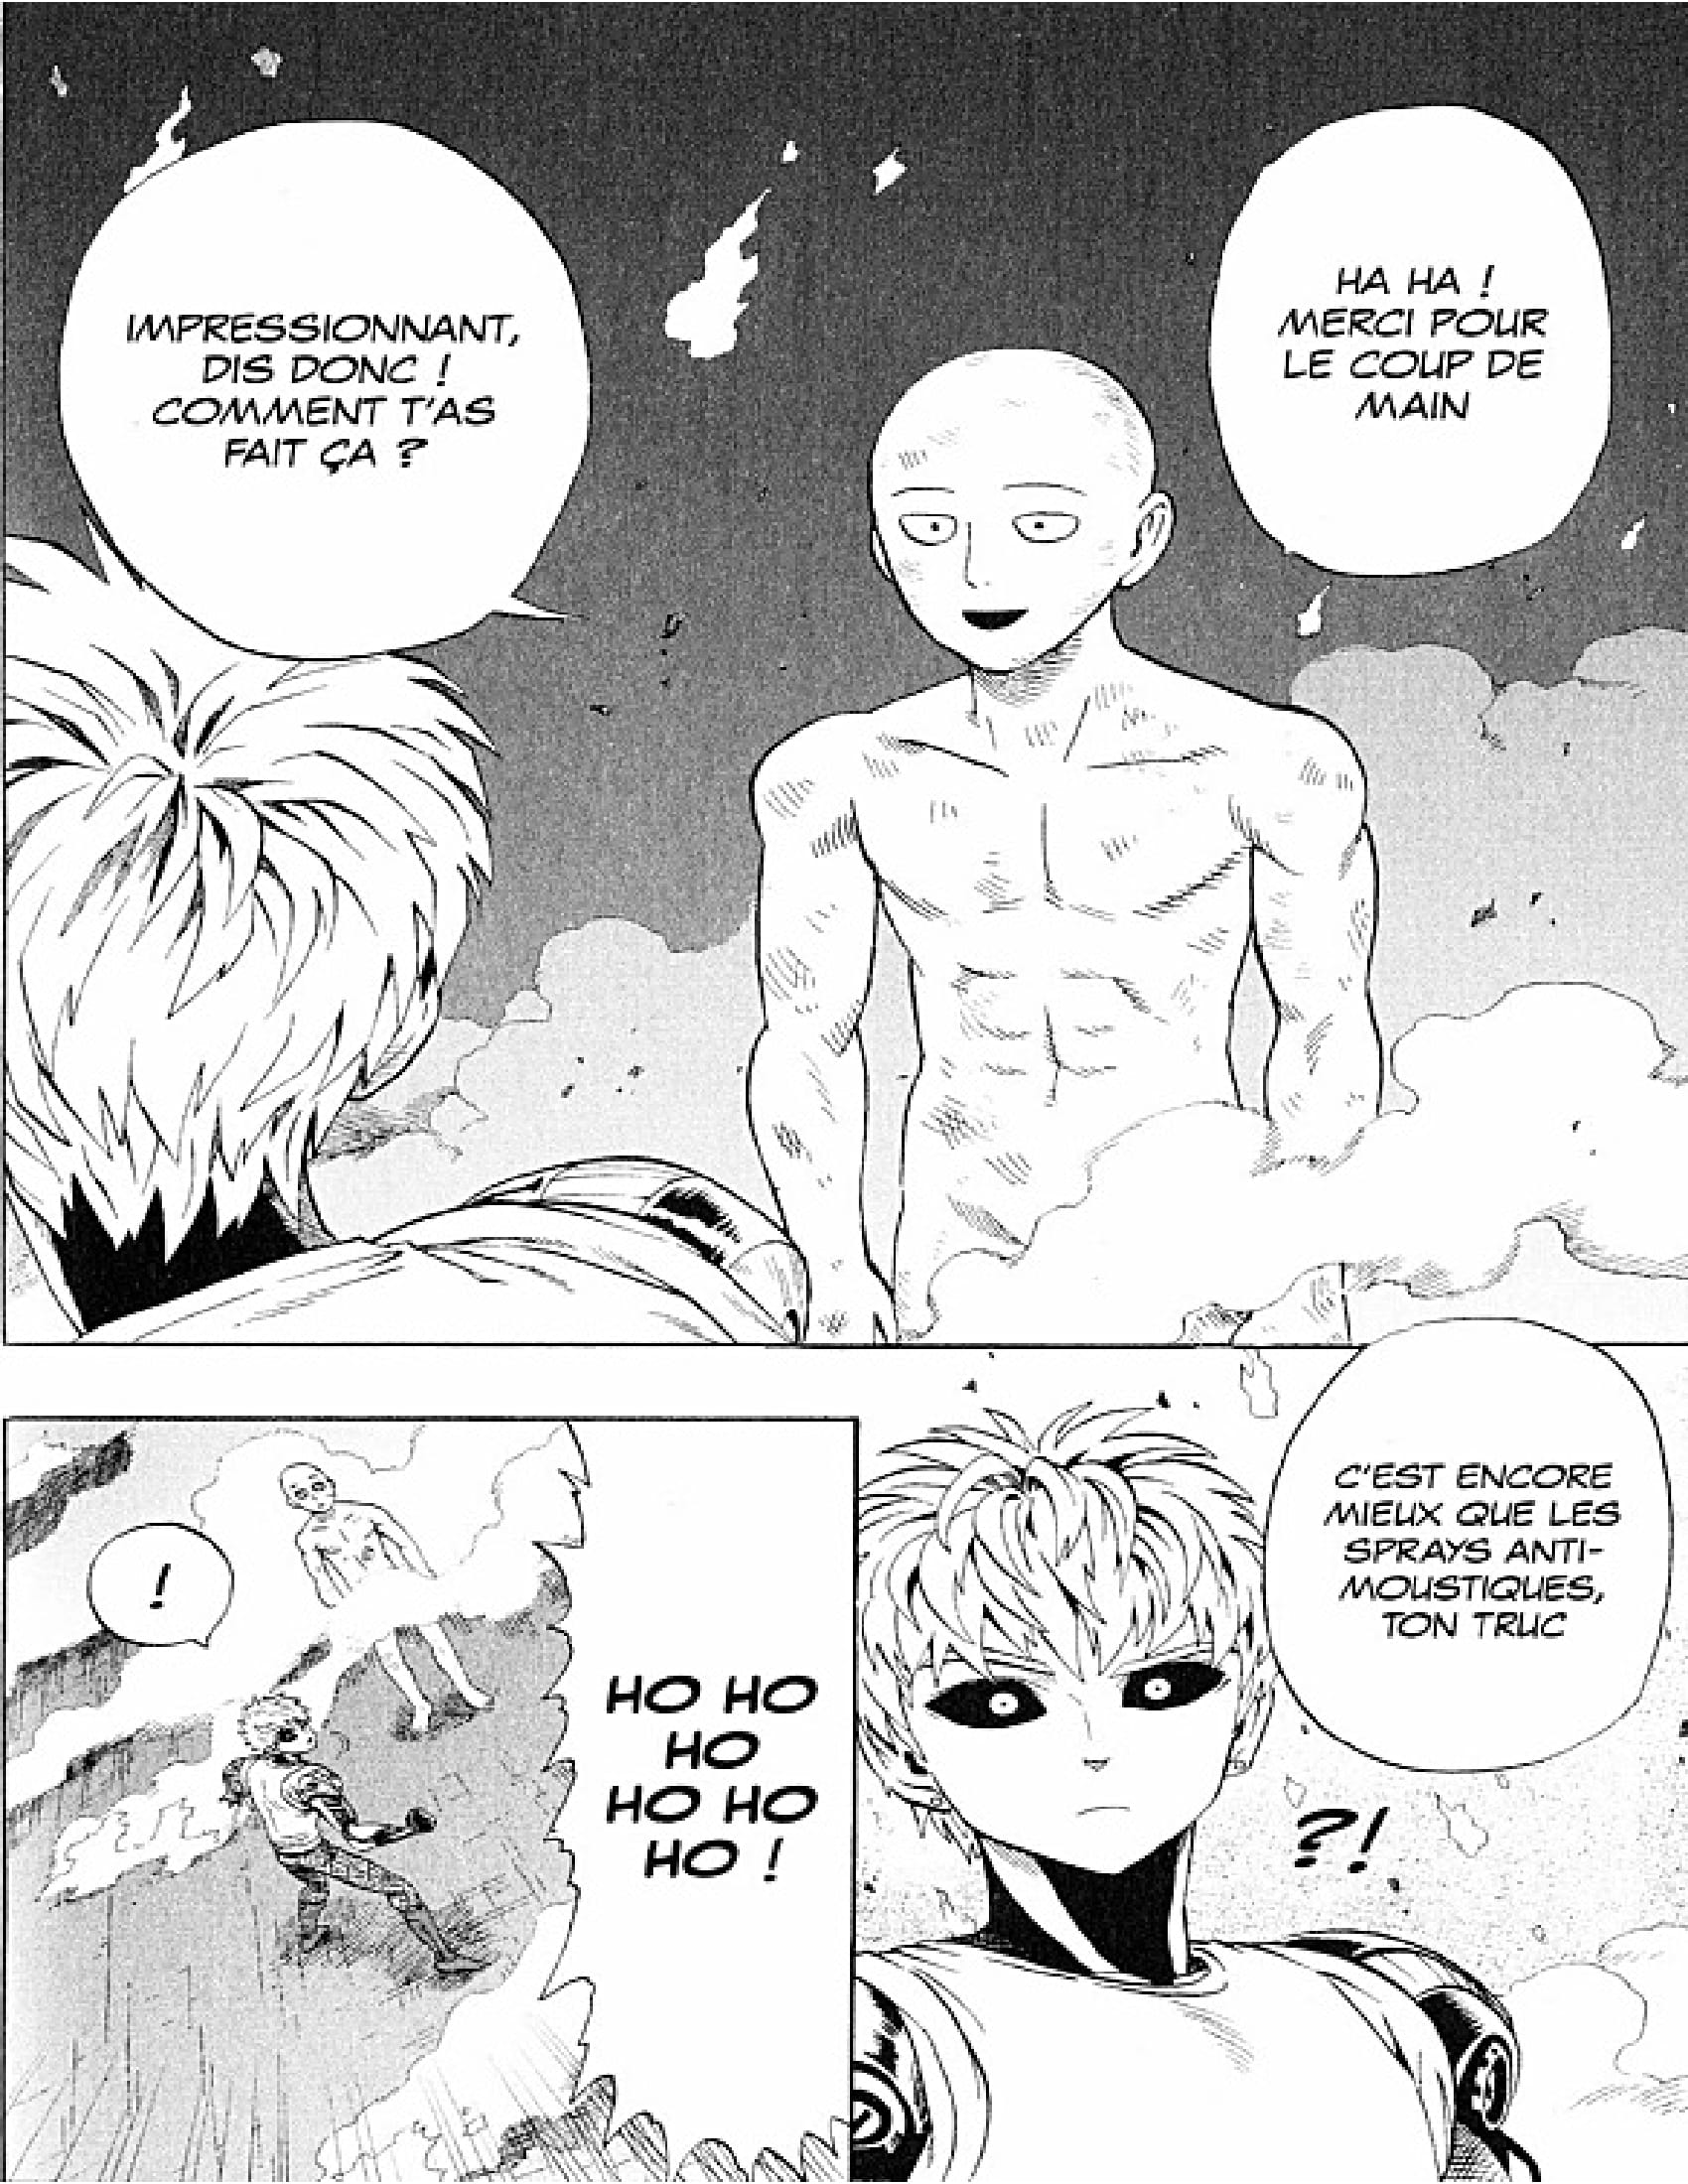 HA HA !
MERCI POUR
LE COUP DE
MAIN
IMPRESSIONNANT,
DIS DONC !
COMMENT T'AS
FAIT ÇA ?
C'EST ENCORE
MIEUX QUE LES
SPRAYS ANTI-
MOUSTIQUES,
TON TRUC
?!
HO HO
HO
HO HO
HO !
!